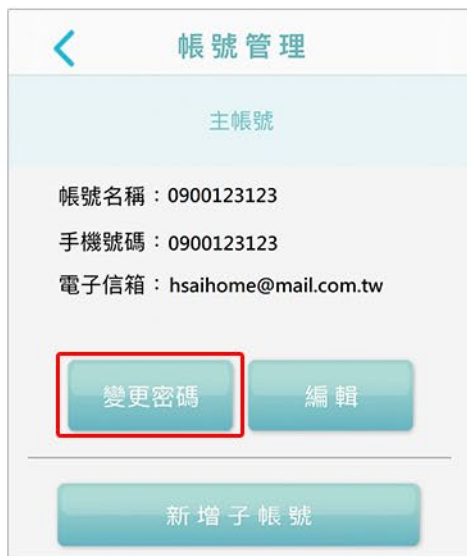 帳號管理
主帳號
帳號名稱：0900123123
手機號碼：0900123123
電子信箱：hsaihome@mail.com.tw
變更密碼 編輯
新增子帳號